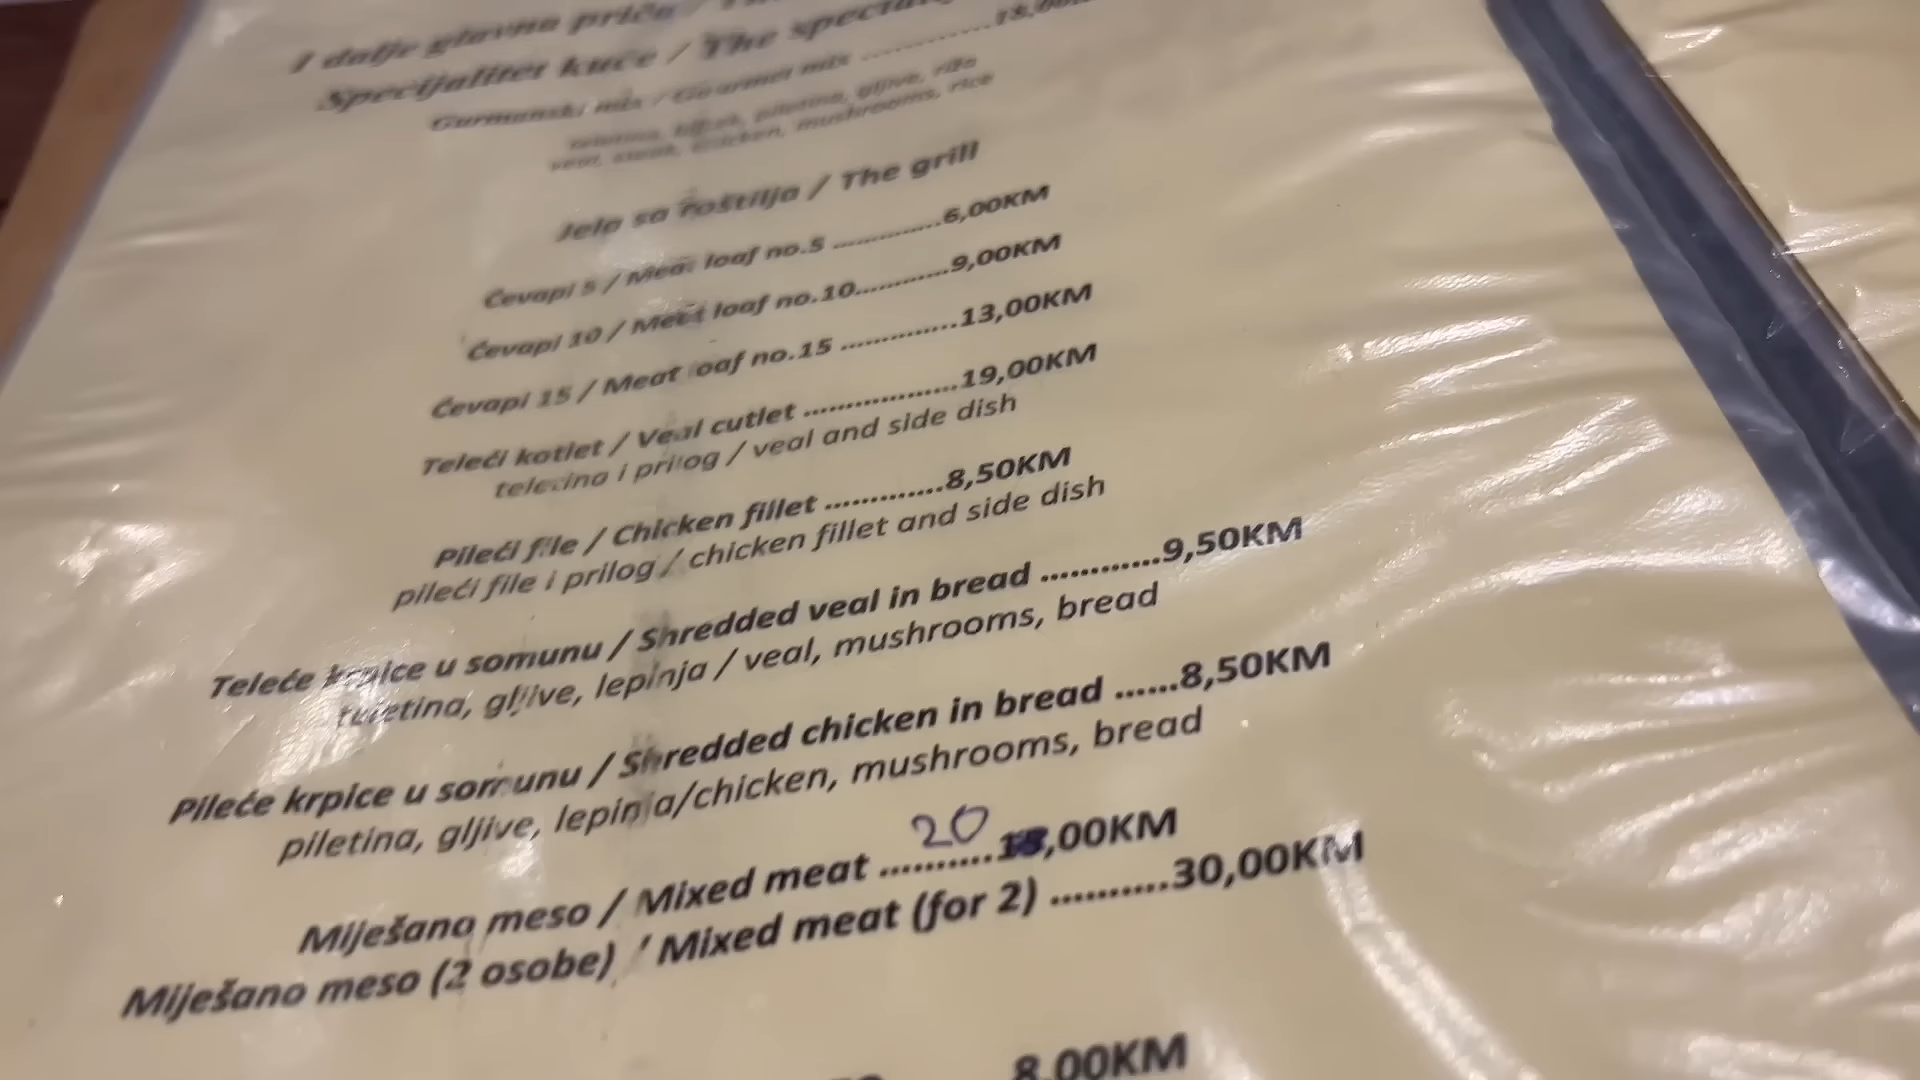 I dalje glavna priča /
Specijalitet kuće / The
Gurmanski mix / Gourmet mix ............18,00
teletina, biftek, piletina, gljive, riža
veal, steak, chicken, mushrooms, rice
Jela sa roštilja / The grill
Ćevapi 5 / Meat loaf no.5 .............6,00KM
Ćevapi 10 / Meat loaf no.10...........9,00KM
Ćevapi 15 / Meat loaf no.15 .............13,00KM
Teleći kotlet / Veal cutlet .................19,00KM
teletina i prilog / veal and side dish
Pileći file / Chicken fillet .............8,50KM
pileći file i prilog / chicken fillet and side dish
Teleće krpice u somunu / Shredded veal in bread ............9,50KM
teletina, gljive, lepinja / veal, mushrooms, bread
Pileće krpice u somunu / Shredded chicken in bread ......8,50KM
piletina, gljive, lepinja/chicken, mushrooms, bread
20
Miješano meso / Mixed meat ..........,00KM
Miješano meso (2 osobe) / Mixed meat (for 2) ..........30,00KM
8,00KM